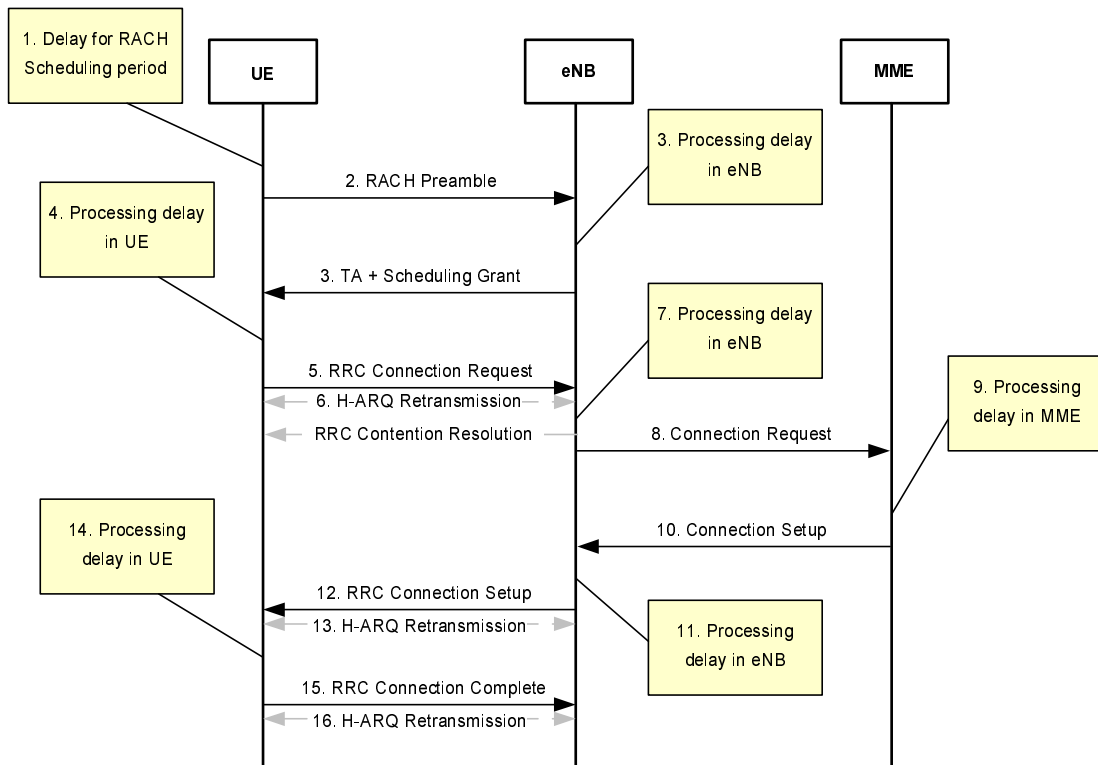 1. Delay for RACH
Scheduling period
UE
eNB
MME
3. Processing delay
in eNB
2. RACH Preamble
4. Processing delay
in UE
3. TA + Scheduling Grant
7. Processing delay
in eNB
5. RRC Connection Request
6. H-ARQ Retransmission
9. Processing
delay in MME
RRC Contention Resolution
8. Connection Request
14. Processing
delay in UE
10. Connection Setup
12. RRC Connection Setup
13. H-ARQ Retransmission
11. Processing
delay in eNB
15. RRC Connection Complete
16. H-ARQ Retransmission